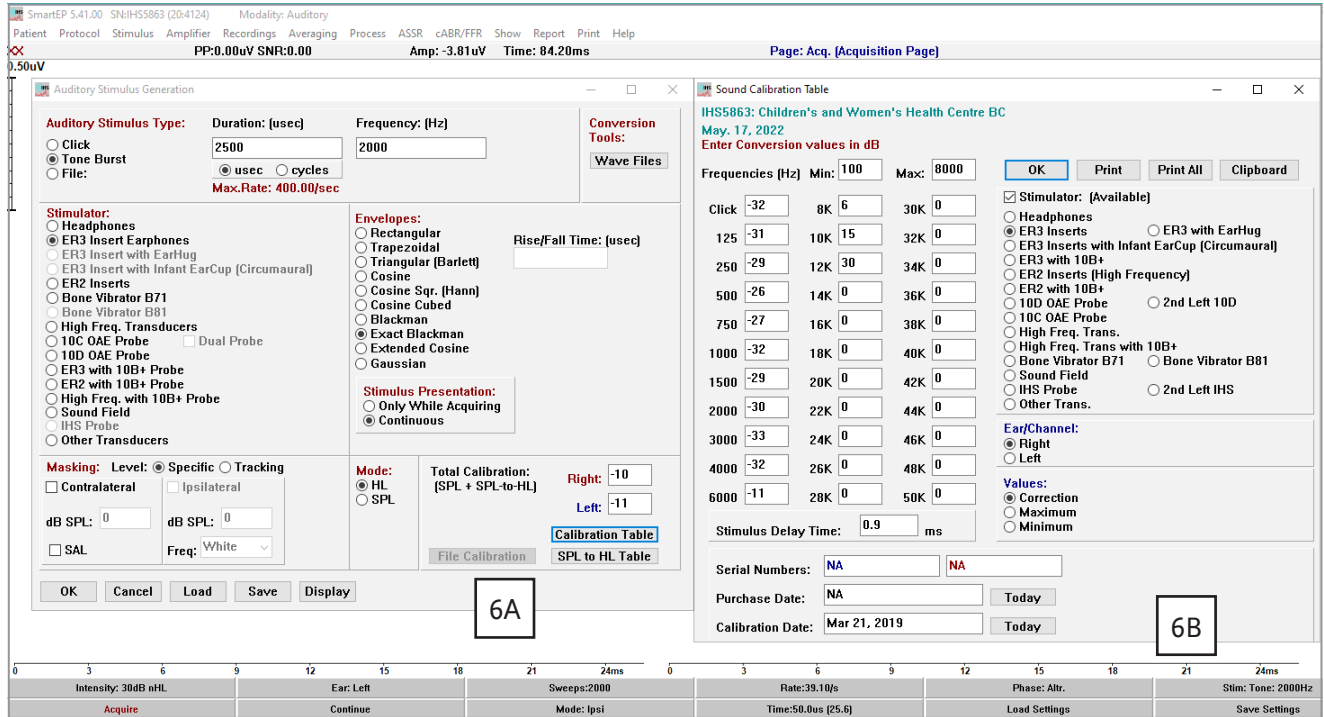 SmartEP 5.41.00 SN:IHS5863 (20:4124) Modality: Auditory
Patient Protocol Stimulus Amplifier Recordings Averaging Process ASSR cABR/FFR Show Report Print Help
XX PP:0.00uV SNR:0.00 Amp: -3.81uV Time: 84.20ms Page: Acq. (Acquisition Page)
0.50uV
Auditory Stimulus Generation
Auditory Stimulus Type: Duration: (usec) Frequency: (Hz) Conversion Tools:
Click
Tone Burst 2500 2000 Wave Files
File: usec cycles
Max.Rate: 400.00/sec
Stimulator:
Headphones
ER3 Insert Earphones
ER3 Insert with EarHug
ER3 Insert with Infant EarCup (Circumaural)
ER2 Inserts
Bone Vibrator B71
Bone Vibrator B81
High Freq. Transducers
10C OAE Probe Dual Probe
10D OAE Probe
ER3 with 10B+ Probe
ER2 with 10B+ Probe
High Freq. with 10B+ Probe
Sound Field
IHS Probe
Other Transducers
Envelopes:
Rectangular
Trapezoidal
Triangular (Barlett)
Cosine
Cosine Sqr. (Hann)
Cosine Cubed
Blackman
Exact Blackman
Extended Cosine
Gaussian
Rise/Fall Time: (usec)
Stimulus Presentation:
Only While Acquiring
Continuous
Masking: Level: Specific Tracking
Contralateral Ipsilateral
dB SPL: 0 dB SPL: 0
SAL Freq: White
Mode:
HL
SPL
Total Calibration:
(SPL + SPL-to-HL)
Right: -10
Left: -11
Calibration Table
File Calibration SPL to HL Table
OK Cancel Load Save Display
6A
Sound Calibration Table
IHS5863: Children's and Women's Health Centre BC
May. 17, 2022
Enter Conversion values in dB
Frequencies (Hz) Min: 100 Max: 8000
Click -32 8K 6 30K 0
125 -31 10K 15 32K 0
250 -29 12K 30 34K 0
500 -26 14K 0 36K 0
750 -27 16K 0 38K 0
1000 -32 18K 0 40K 0
1500 -29 20K 0 42K 0
2000 -30 22K 0 44K 0
3000 -33 24K 0 46K 0
4000 -32 26K 0 48K 0
6000 -11 28K 0 50K 0
Stimulus Delay Time: 0.9 ms
OK Print Print All Clipboard
Stimulator: (Available)
Headphones
ER3 Inserts ER3 with EarHug
ER3 Inserts with Infant EarCup (Circumaural)
ER3 with 10B+
ER2 Inserts (High Frequency)
ER2 with 10B+
10D OAE Probe 2nd Left 10D
10C OAE Probe
High Freq. Trans.
High Freq. Trans with 10B+
Bone Vibrator B71 Bone Vibrator B81
Sound Field
IHS Probe 2nd Left IHS
Other Trans.
Ear/Channel:
Right
Left
Values:
Correction
Maximum
Minimum
Serial Numbers: NA NA
Purchase Date: NA Today
Calibration Date: Mar 21, 2019 Today
6B
0 3 6 9 12 15 18 21 24ms 0 3 6 9 12 15 18 21 24ms
Intensity: 30dB nHL Ear: Left Sweeps:2000 Rate:39.10/s Phase: Altr. Stim: Tone: 2000Hz
Acquire Continue Mode: Ipsi Time:50.0us (25.6) Load Settings Save Settings